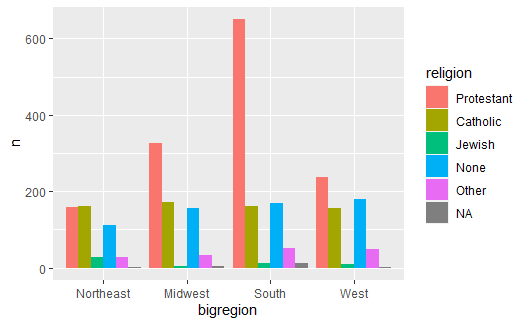 600
400
200
0
n
Northeast
Midwest
South
West
bigregion
religion
Protestant
Catholic
Jewish
None
Other
NA